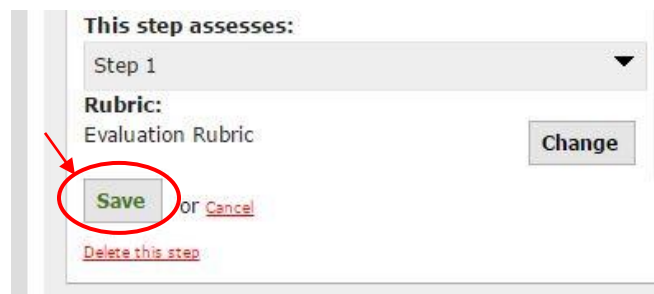 This step assesses:
Step 1
Rubric:
Evaluation Rubric
Change
Save or Cancel
Delete this step